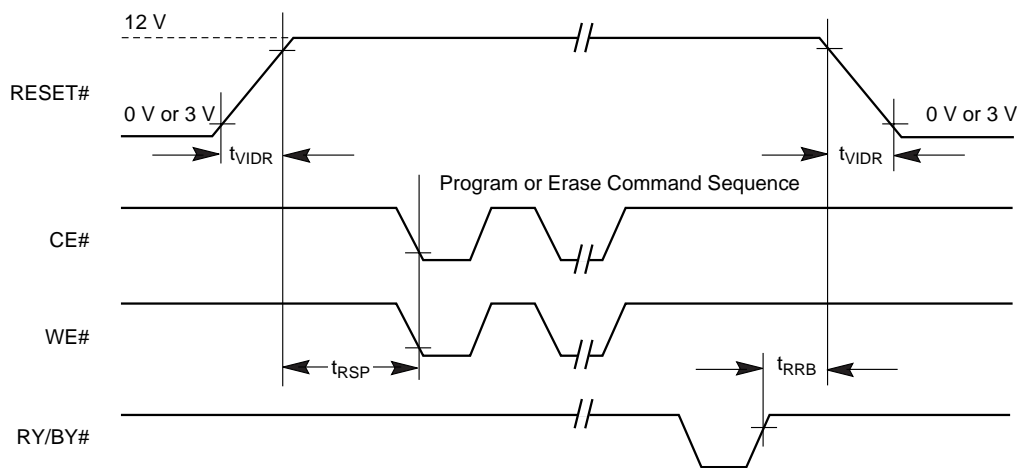 12 V
RESET#
0 V or 3 V
0 V or 3 V
tVIDR
tVIDR
Program or Erase Command Sequence
CE#
WE#
tRSP
tRRB
RY/BY#